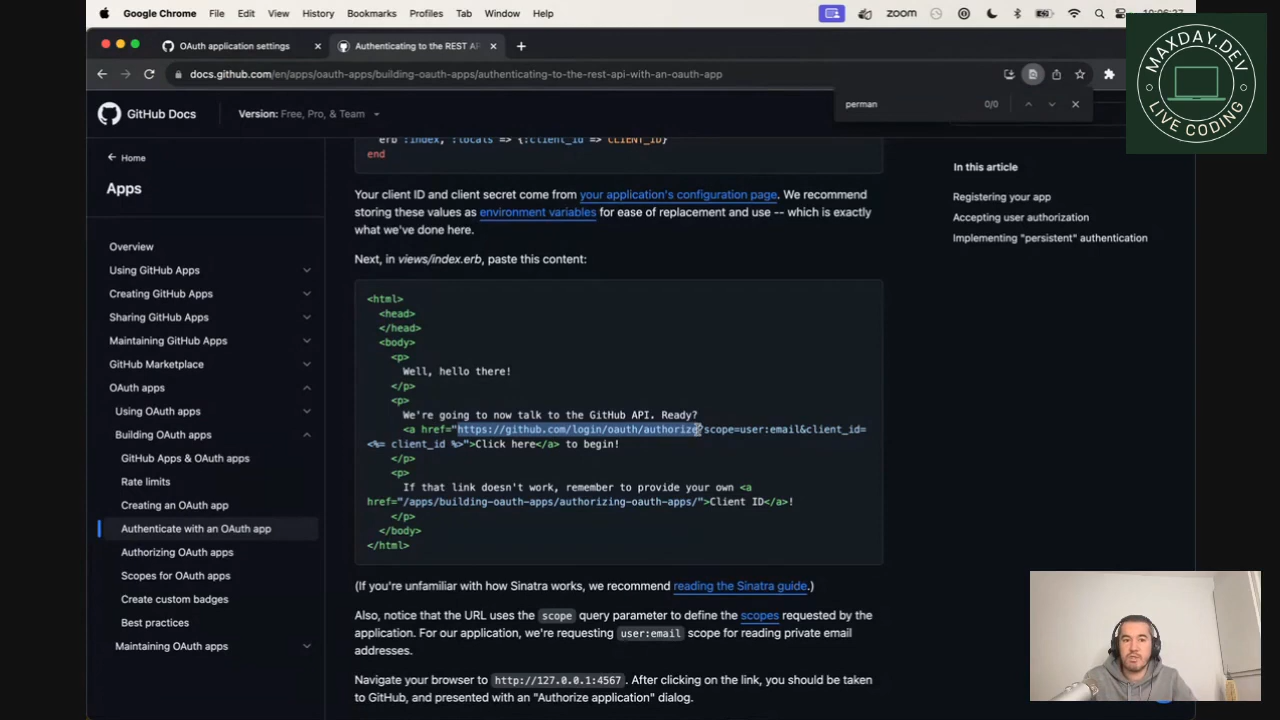 Google Chrome File Edit View History Bookmarks Profiles Tab Window Help zoom
OAuth application settings
Authenticating to the REST AP
docs.github.com/en/apps/oauth-apps/building-oauth-apps/authenticating-to-the-rest-api-with-an-oauth-app
MAXDAY.DEV
LIVE CODING
GitHub Docs
Version: Free, Pro, & Team
perman 0/0
Home
Apps
Overview
Using GitHub Apps
Creating GitHub Apps
Sharing GitHub Apps
Maintaining GitHub Apps
GitHub Marketplace
OAuth apps
Using OAuth apps
Building OAuth apps
GitHub Apps & OAuth apps
Rate limits
Creating an OAuth app
Authenticate with an OAuth app
Authorizing OAuth apps
Scopes for OAuth apps
Create custom badges
Best practices
Maintaining OAuth apps
erb :index, :locals => {:client_id => CLIENT_ID}
end
Your client ID and client secret come from your application's configuration page. We recommend
storing these values as environment variables for ease of replacement and use -- which is exactly
what we've done here.
Next, in views/index.erb, paste this content:
<html>
<head>
</head>
<body>
<p>
Well, hello there!
</p>
<p>
We're going to now talk to the GitHub API. Ready?
<a href="https://github.com/login/oauth/authorize?scope=user:email&client_id=
<%= client_id %>">Click here</a> to begin!
</p>
<p>
If that link doesn't work, remember to provide your own <a
href="/apps/building-oauth-apps/authorizing-oauth-apps/">Client ID</a>!
</p>
</body>
</html>
(If you're unfamiliar with how Sinatra works, we recommend reading the Sinatra guide.)
Also, notice that the URL uses the scope query parameter to define the scopes requested by the
application. For our application, we're requesting user:email scope for reading private email
addresses.
Navigate your browser to http://127.0.0.1:4567. After clicking on the link, you should be taken
to GitHub, and presented with an "Authorize application" dialog.
In this article
Registering your app
Accepting user authorization
Implementing "persistent" authentication